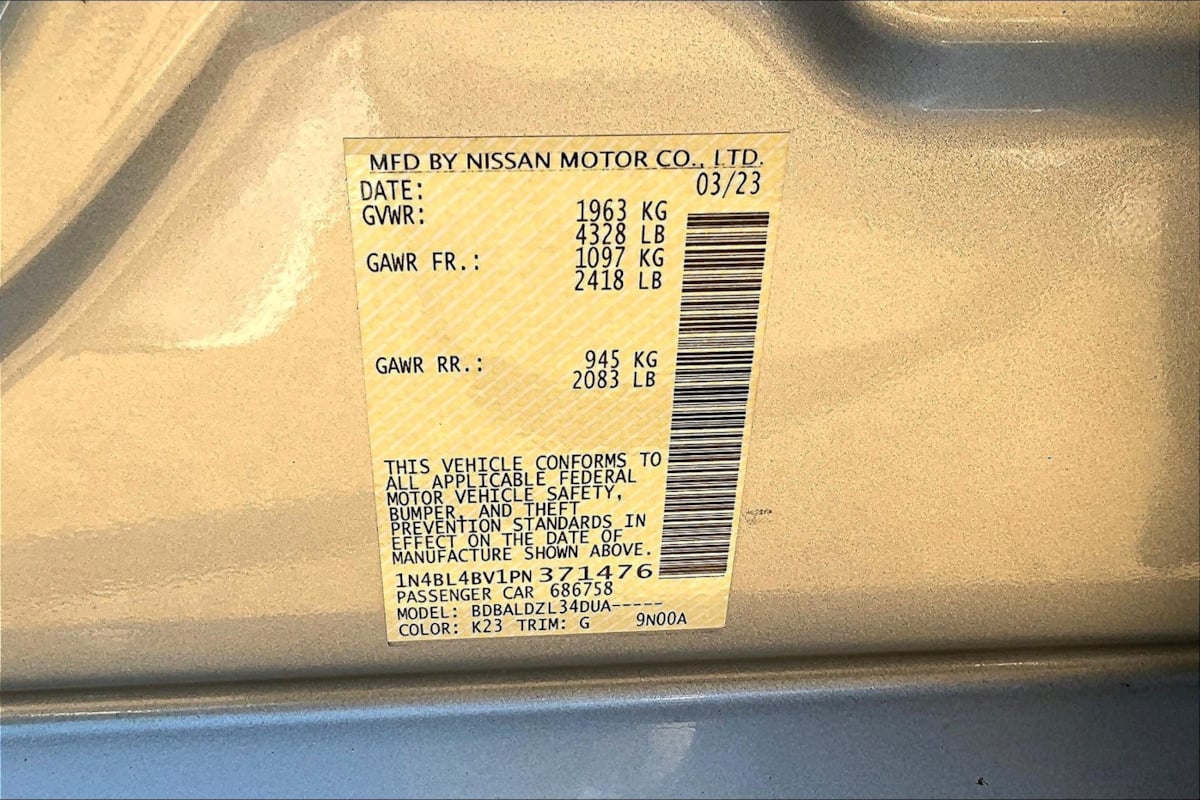 MFD BY NISSAN MOTOR CO., LTD.
DATE: 03/23
GVWR: 1963 KG
4328 LB
GAWR FR.: 1097 KG
2418 LB
GAWR RR.: 945 KG
2083 LB
THIS VEHICLE CONFORMS TO
ALL APPLICABLE FEDERAL
MOTOR VEHICLE SAFETY,
BUMPER, AND THEFT
PREVENTION STANDARDS IN
EFFECT ON THE DATE OF
MANUFACTURE SHOWN ABOVE.
1N4BL4BV1PN371476
PASSENGER CAR 686758
MODEL: BDBALDZL34DUA-----
COLOR: K23 TRIM: G 9N00A